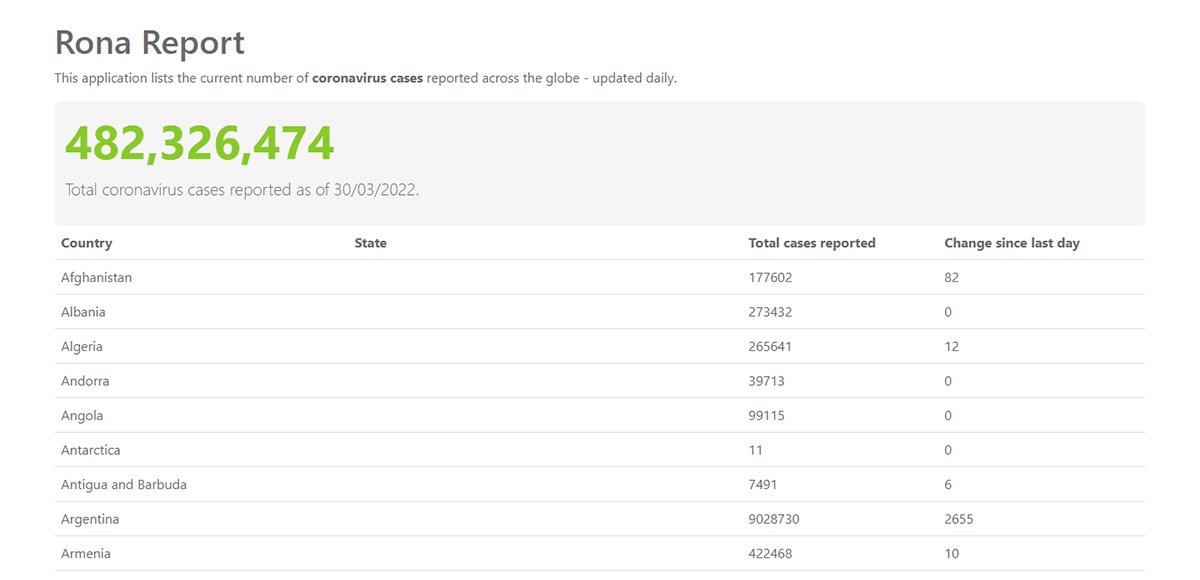 Rona Report
This application lists the current number of coronavirus cases reported across the globe - updated daily.
482,326,474
Total coronavirus cases reported as of 30/03/2022.
Country State Total cases reported Change since last day
Afghanistan 177602 82
Albania 273432 0
Algeria 265641 12
Andorra 39713 0
Angola 99115 0
Antarctica 11 0
Antigua and Barbuda 7491 6
Argentina 9028730 2655
Armenia 422468 10